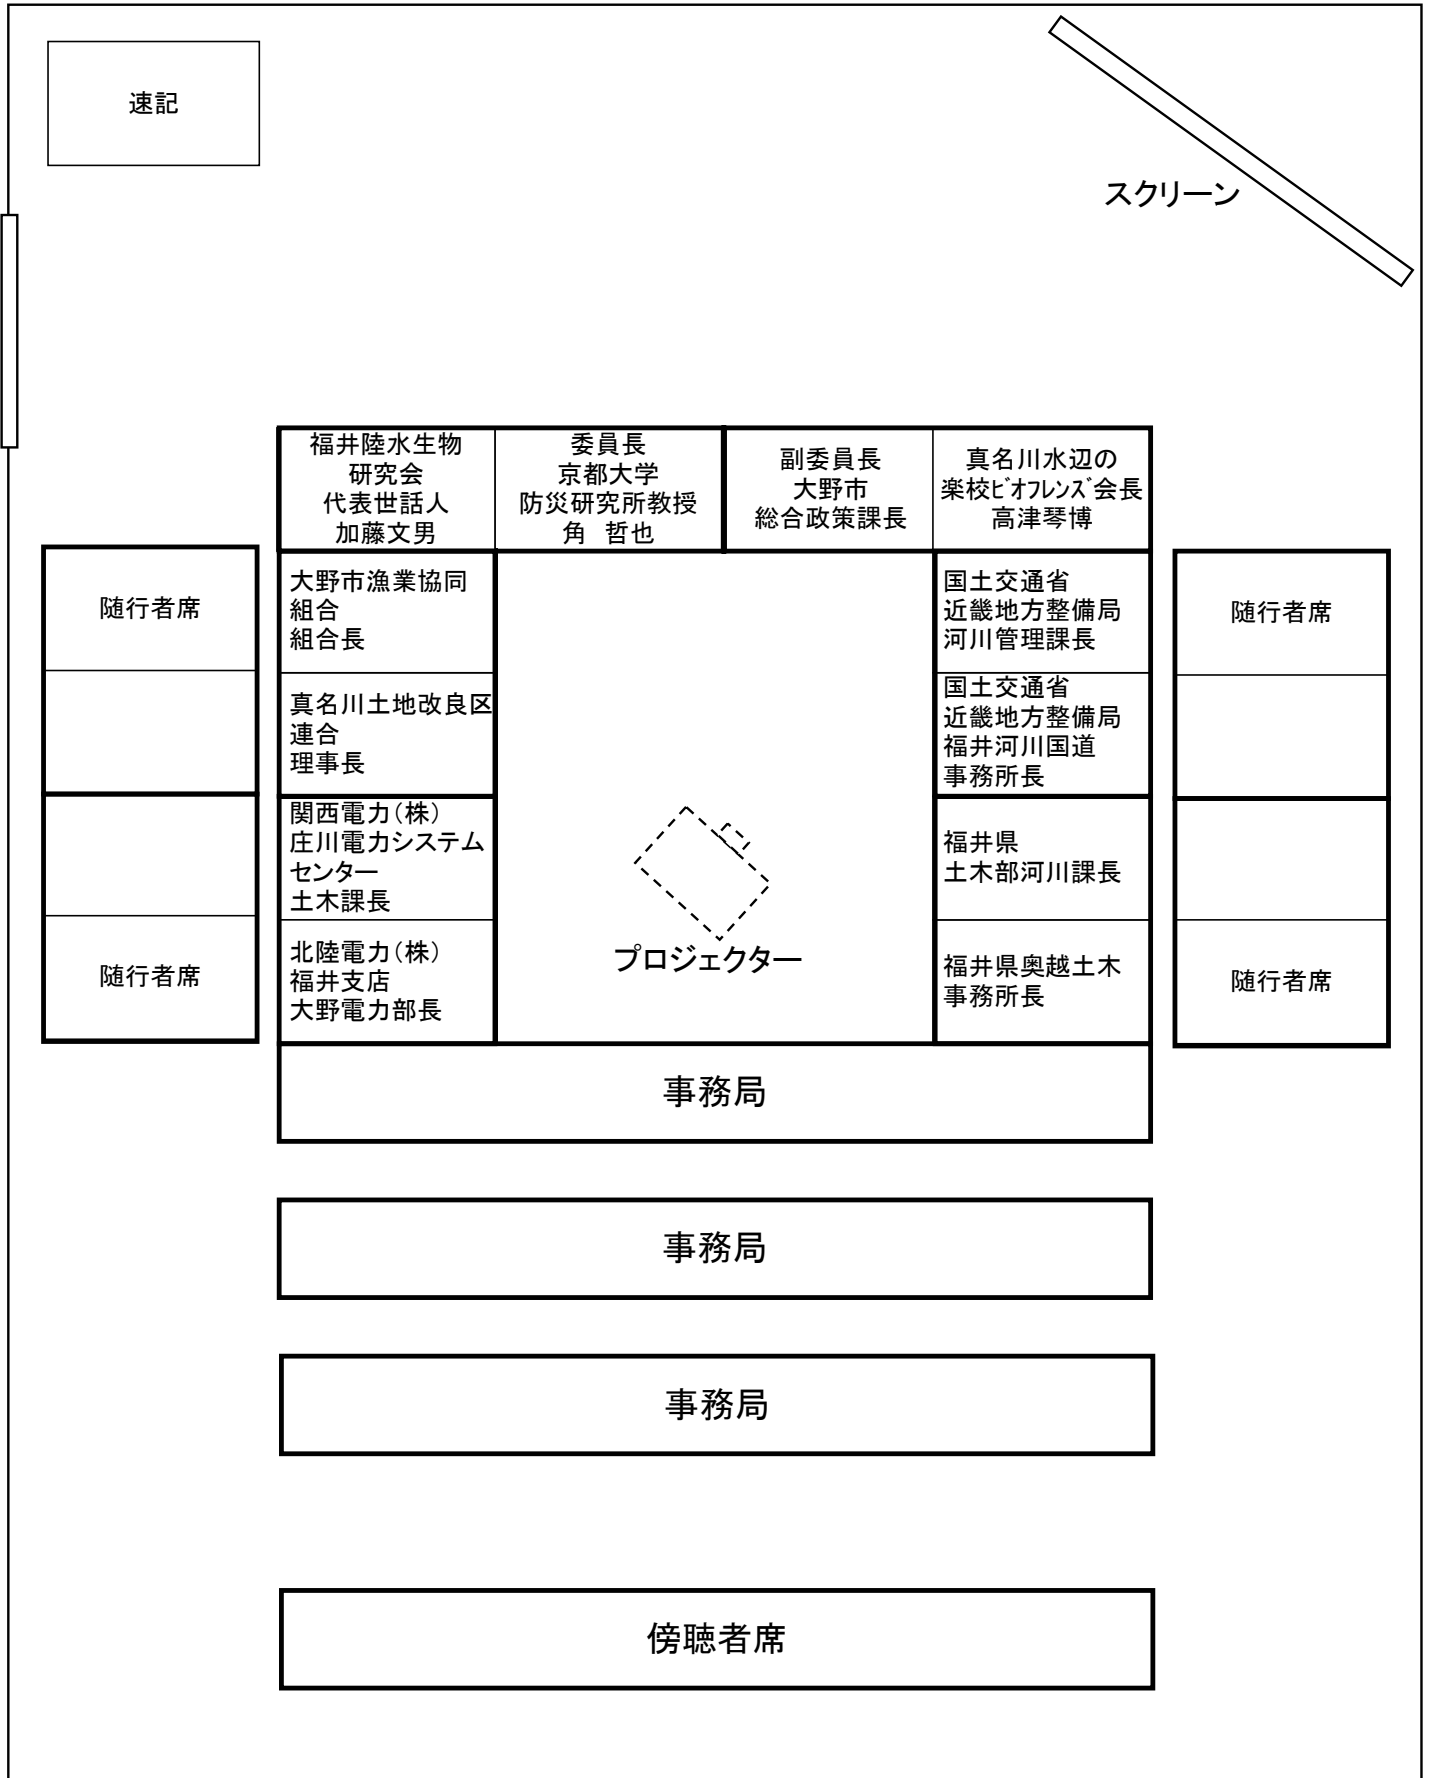 速記
スクリーン
福井陸水生物
研究会
代表世話人
加藤文男
委員長
京都大学
防災研究所教授
角　哲也
副委員長
大野市
総合政策課長
真名川水辺の
楽校ﾋﾞｵﾌﾚﾝｽﾞ会長
高津琴博
随行者席
大野市漁業協同
組合
組合長
真名川土地改良区
連合
理事長
関西電力（株）
庄川電力システム
センター
土木課長
北陸電力（株）
福井支店
大野電力部長
随行者席
プロジェクター
国土交通省
近畿地方整備局
河川管理課長
国土交通省
近畿地方整備局
福井河川国道
事務所長
福井県
土木部河川課長
福井県奥越土木
事務所長
随行者席
随行者席
事務局
事務局
事務局
傍聴者席